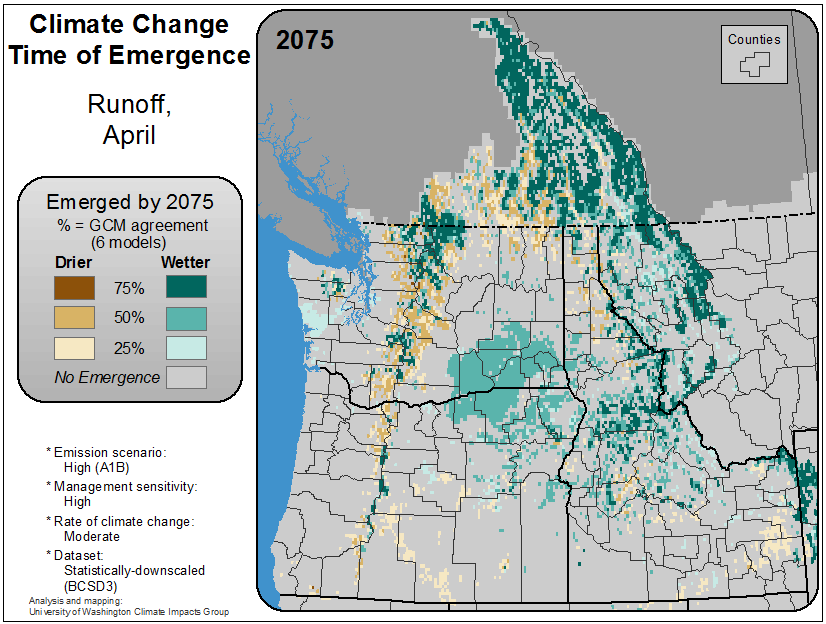 Climate Change
Time of Emergence
Runoff,
April
Emerged by 2075
% = GCM agreement
(6 models)
Drier Wetter
75%
50%
25%
No Emergence
* Emission scenario:
High (A1B)
* Management sensitivity:
High
* Rate of climate change:
Moderate
* Dataset:
Statistically-downscaled
(BCSD3)
Analysis and mapping:
University of Washington Climate Impacts Group
2075
Counties